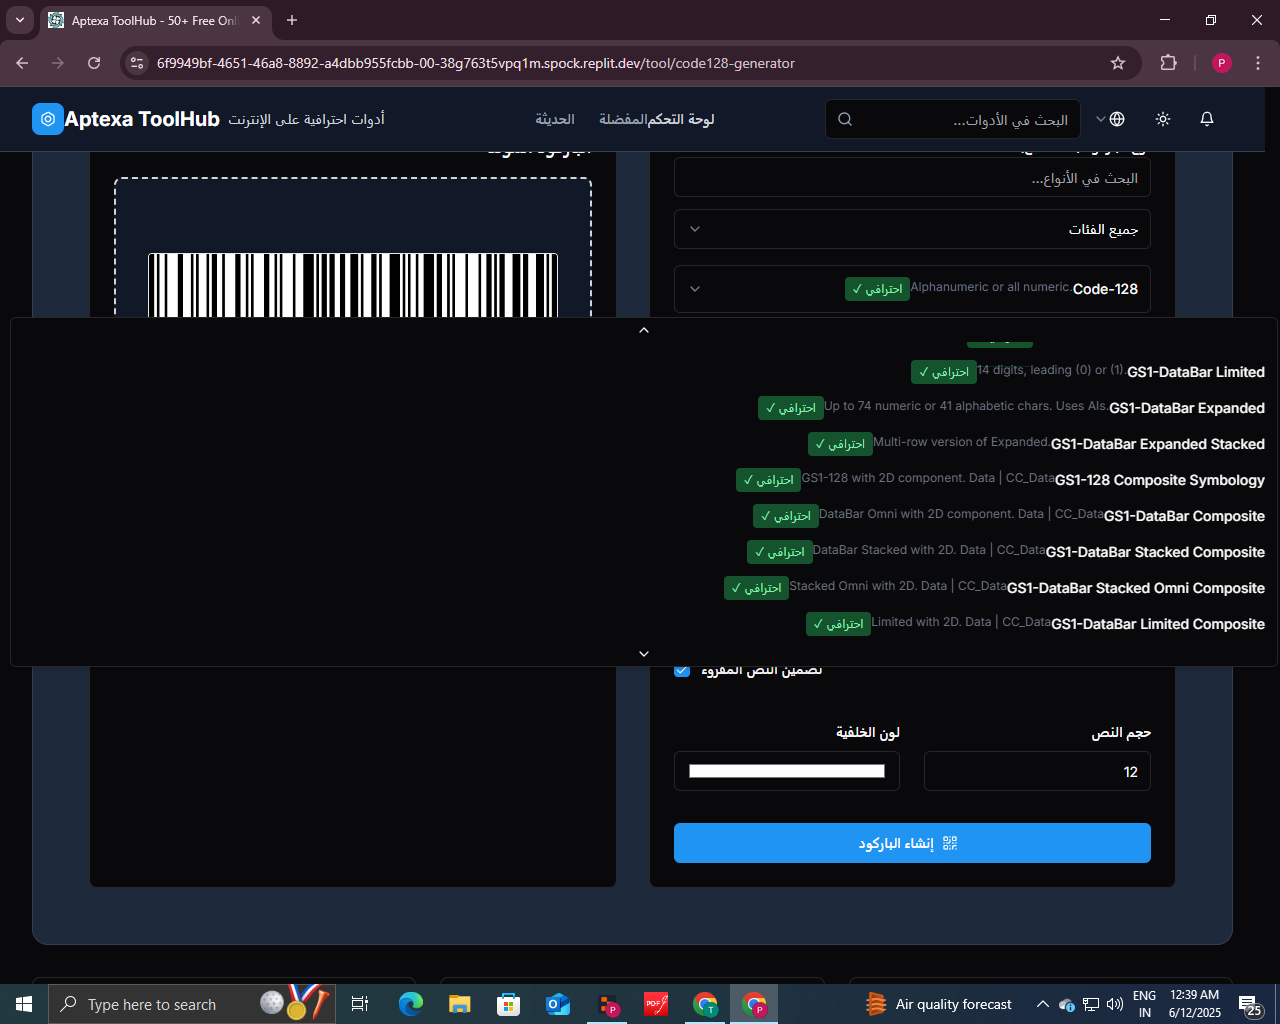 Aptexa ToolHub - 50+ Free Onl
6f9949bf-4651-46a8-8892-a4dbb955fcbb-00-38g763t5vpq1m.spock.replit.dev/tool/code128-generator
P
Aptexa ToolHub أدوات احترافية على الإنترنت
لوحة التحكم
المفضلة
الحديثة
البحث في الأدوات...
البحث في الأنواع...
جميع الفئات
Code-128 Alphanumeric or all numeric. احترافي ✓
GS1-DataBar Limited 14 digits, leading (0) or (1). احترافي ✓
GS1-DataBar Expanded Up to 74 numeric or 41 alphabetic chars. Uses AIs. احترافي ✓
GS1-DataBar Expanded Stacked Multi-row version of Expanded. احترافي ✓
GS1-128 Composite Symbology GS1-128 with 2D component. Data | CC_Data احترافي ✓
GS1-DataBar Composite DataBar Omni with 2D component. Data | CC_Data احترافي ✓
GS1-DataBar Stacked Composite DataBar Stacked with 2D. Data | CC_Data احترافي ✓
GS1-DataBar Stacked Omni Composite Stacked Omni with 2D. Data | CC_Data احترافي ✓
GS1-DataBar Limited Composite Limited with 2D. Data | CC_Data احترافي ✓
تضمين النص المقروء
حجم النص
لون الخلفية
12
إنشاء الباركود
Type here to search
Air quality forecast
ENG
IN
12:39 AM
6/12/2025
25